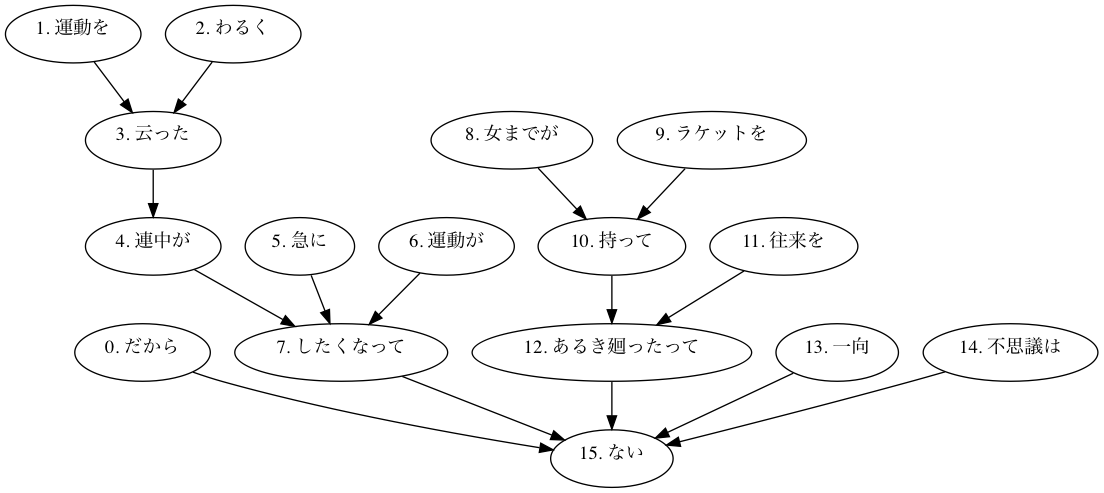 1. 運動を 2. わるく
3. 云った 8. 女までが 9. ラケットを
4. 連中が 5. 急に 6. 運動が 10. 持って 11. 往来を
0. だから 7. したくなって 12. あるき廻ったって 13. 一向 14. 不思議は
15. ない